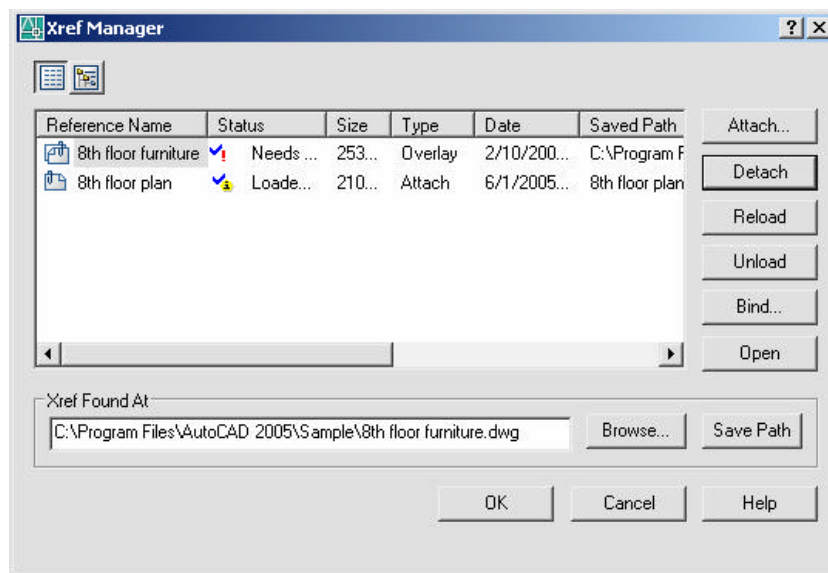 Xref Manager
Reference Name Status Size Type Date Saved Path
8th floor furniture Needs ... 253... Overlay 2/10/200... C:\Program F
8th floor plan Loade... 210... Attach 6/1/2005... 8th floor plan
Attach...
Detach
Reload
Unload
Bind...
Open
Xref Found At
C:\Program Files\AutoCAD 2005\Sample\8th floor furniture.dwg Browse... Save Path
OK Cancel Help